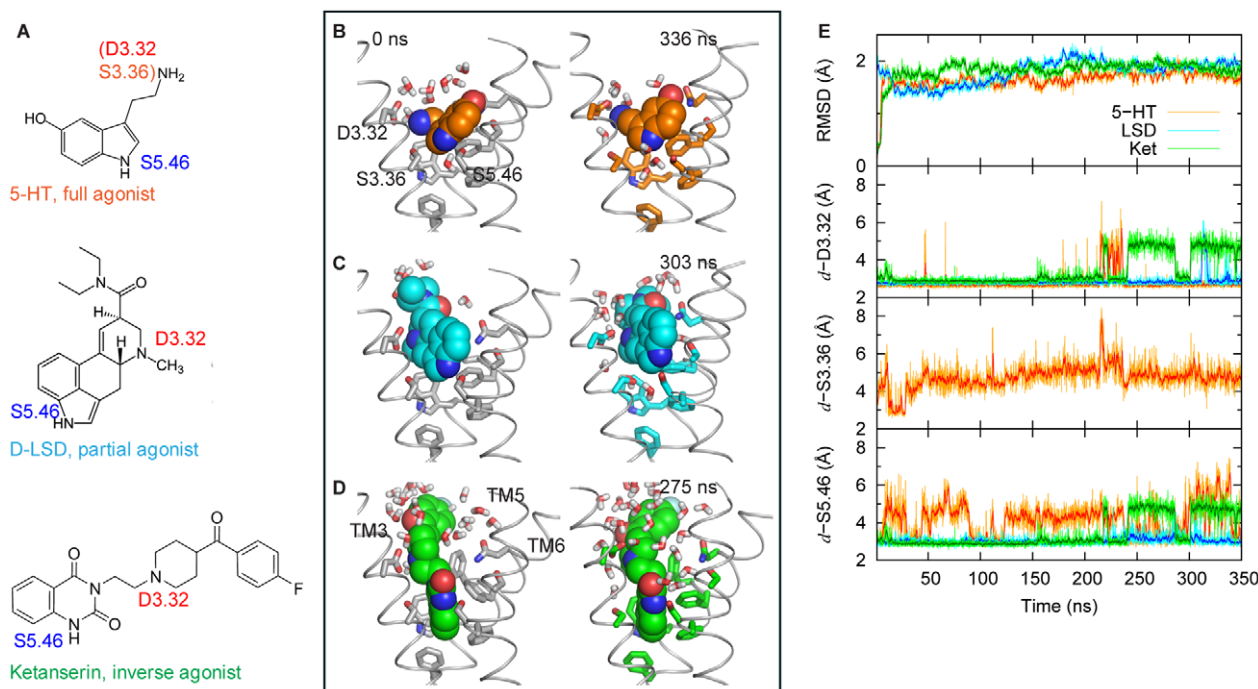 A
(D3.32
S3.36)
NH2
HO
N
H
S5.46
5-HT, full agonist
N
O
H
H
D3.32
N
CH3
S5.46
N
H
D-LSD, partial agonist
O
O
N
N
D3.32
F
S5.46
N
H
O
Ketanserin, inverse agonist
B
0 ns
336 ns
D3.32
S3.36
S5.46
C
303 ns
D
275 ns
TM5
TM3
TM6
E
RMSD (Å)
2
0
5-HT
LSD
Ket
d-D3.32 (Å)
8
6
4
2
d-S3.36 (Å)
8
6
4
2
d-S5.46 (Å)
8
6
4
2
50 100 150 200 250 300 350
Time (ns)